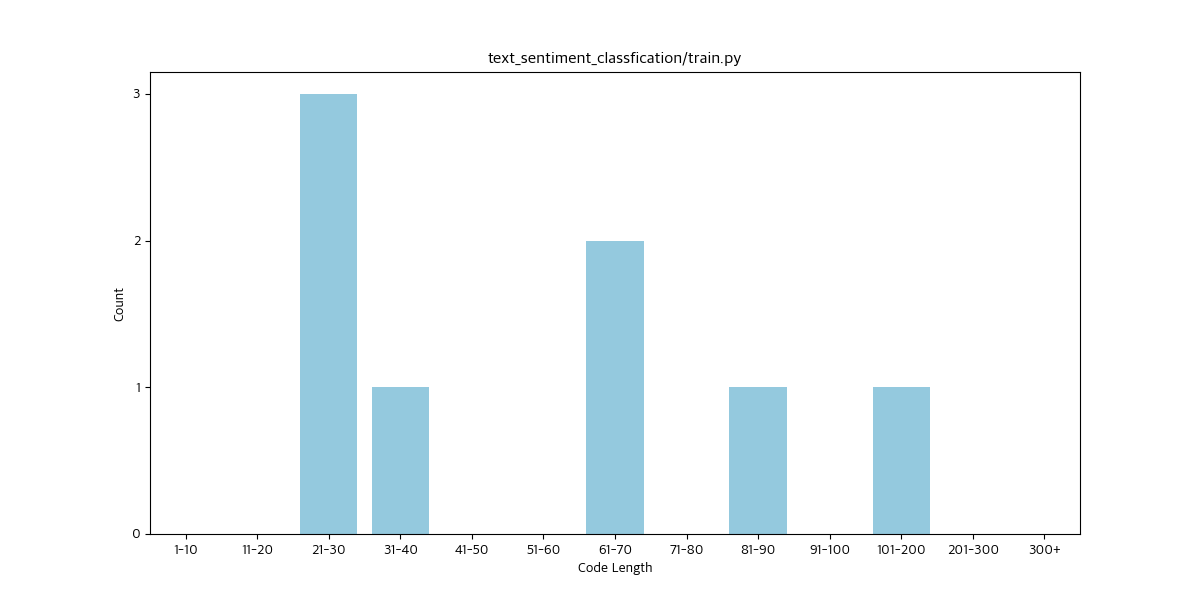 text_sentiment_classfication/train.py
Count
3
2
1
0
1-10 11-20 21-30 31-40 41-50 51-60 61-70 71-80 81-90 91-100 101-200 201-300 300+
Code Length